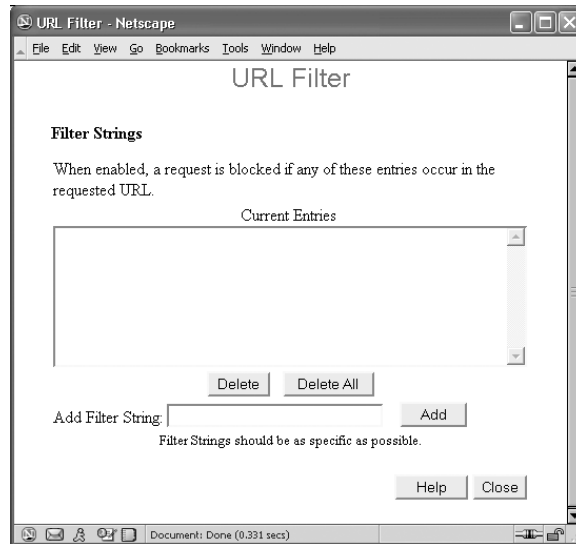 URL Filter - Netscape
File Edit View Go Bookmarks Tools Window Help
URL Filter
Filter Strings
When enabled, a request is blocked if any of these entries occur in the
requested URL.
Current Entries
Delete Delete All
Add Filter String: Add
Filter Strings should be as specific as possible.
Help Close
Document: Done (0.331 secs)